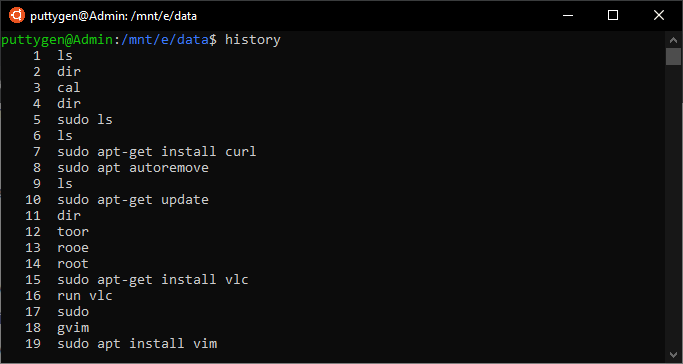 puttygen@Admin: /mnt/e/data
puttygen@Admin:/mnt/e/data$ history
1 ls
2 dir
3 cal
4 dir
5 sudo ls
6 ls
7 sudo apt-get install curl
8 sudo apt autoremove
9 ls
10 sudo apt-get update
11 dir
12 toor
13 rooe
14 root
15 sudo apt-get install vlc
16 run vlc
17 sudo
18 gvim
19 sudo apt install vim